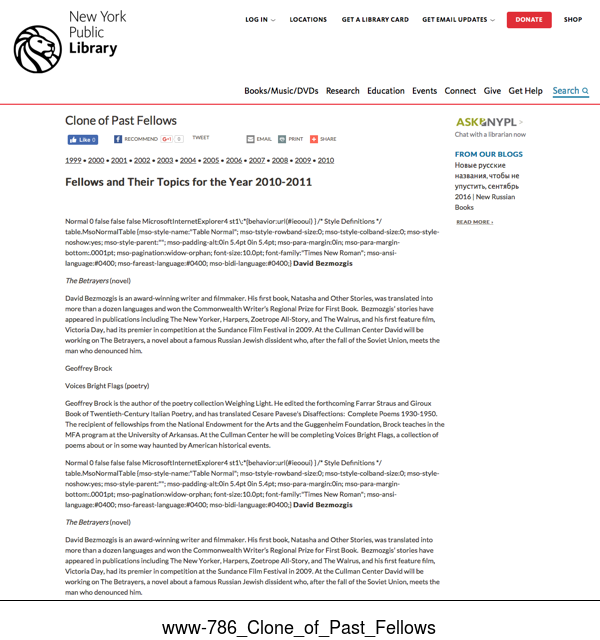 New York
Public
Library
LOG IN
LOCATIONS
GET A LIBRARY CARD
GET EMAIL UPDATES
DONATE
SHOP
Books/Music/DVDs Research Education Events Connect Give Get Help Search
Clone of Past Fellows
Like 0
RECOMMEND
0
TWEET
EMAIL
PRINT
SHARE
1999 • 2000 • 2001 • 2002 • 2003 • 2004 • 2005 • 2006 • 2007 • 2008 • 2009 • 2010
Fellows and Their Topics for the Year 2010-2011
Normal 0 false false false MicrosoftInternetExplorer4 st1\:*{behavior:url(#ieooui) } /* Style Definitions */
table.MsoNormalTable {mso-style-name:"Table Normal"; mso-tstyle-rowband-size:0; mso-tstyle-colband-size:0; mso-style-
noshow:yes; mso-style-parent:""; mso-padding-alt:0in 5.4pt 0in 5.4pt; mso-para-margin:0in; mso-para-margin-
bottom:.0001pt; mso-pagination:widow-orphan; font-size:10.0pt; font-family:"Times New Roman"; mso-ansi-
language:#0400; mso-fareast-language:#0400; mso-bidi-language:#0400;} David Bezmozgis
The Betrayers (novel)
David Bezmozgis is an award-winning writer and filmmaker. His first book, Natasha and Other Stories, was translated into
more than a dozen languages and won the Commonwealth Writer's Regional Prize for First Book. Bezmozgis' stories have
appeared in publications including The New Yorker, Harpers, Zoetrope All-Story, and The Walrus, and his first feature film,
Victoria Day, had its premier in competition at the Sundance Film Festival in 2009. At the Cullman Center David will be
working on The Betrayers, a novel about a famous Russian Jewish dissident who, after the fall of the Soviet Union, meets the
man who denounced him.
Geoffrey Brock
Voices Bright Flags (poetry)
Geoffrey Brock is the author of the poetry collection Weighing Light. He edited the forthcoming Farrar Straus and Giroux
Book of Twentieth-Century Italian Poetry, and has translated Cesare Pavese's Disaffections: Complete Poems 1930-1950.
The recipient of fellowships from the National Endowment for the Arts and the Guggenheim Foundation, Brock teaches in the
MFA program at the University of Arkansas. At the Cullman Center he will be completing Voices Bright Flags, a collection of
poems about or in some way haunted by American historical events.
Normal 0 false false false MicrosoftInternetExplorer4 st1\:*{behavior:url(#ieooui) } /* Style Definitions */
table.MsoNormalTable {mso-style-name:"Table Normal"; mso-tstyle-rowband-size:0; mso-tstyle-colband-size:0; mso-style-
noshow:yes; mso-style-parent:""; mso-padding-alt:0in 5.4pt 0in 5.4pt; mso-para-margin:0in; mso-para-margin-
bottom:.0001pt; mso-pagination:widow-orphan; font-size:10.0pt; font-family:"Times New Roman"; mso-ansi-
language:#0400; mso-fareast-language:#0400; mso-bidi-language:#0400;} David Bezmozgis
The Betrayers (novel)
David Bezmozgis is an award-winning writer and filmmaker. His first book, Natasha and Other Stories, was translated into
more than a dozen languages and won the Commonwealth Writer's Regional Prize for First Book. Bezmozgis' stories have
appeared in publications including The New Yorker, Harpers, Zoetrope All-Story, and The Walrus, and his first feature film,
Victoria Day, had its premier in competition at the Sundance Film Festival in 2009. At the Cullman Center David will be
working on The Betrayers, a novel about a famous Russian Jewish dissident who, after the fall of the Soviet Union, meets the
man who denounced him.
ASK NYPL >
Chat with a librarian now
FROM OUR BLOGS
Новые русские
названия, чтобы не
упустить, сентябрь
2016 | New Russian
Books
READ MORE ›
www-786_Clone_of_Past_Fellows